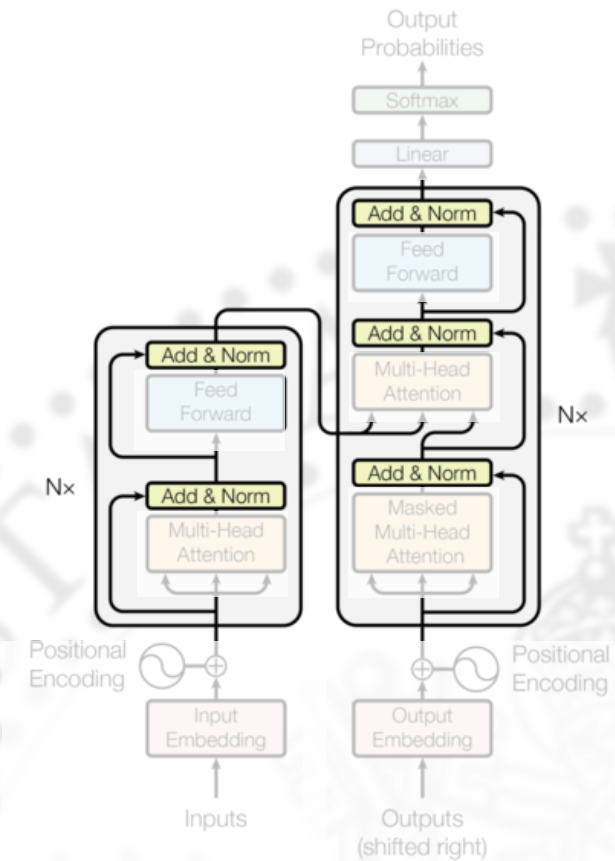 Output
Probabilities
Softmax
Linear
Add & Norm
Feed
Forward
Add & Norm
Multi-Head
Attention
Add & Norm
Masked
Multi-Head
Attention
Nx
Add & Norm
Feed
Forward
Add & Norm
Multi-Head
Attention
Nx
Positional
Encoding
Positional
Encoding
Input
Embedding
Output
Embedding
Inputs
Outputs
(shifted right)